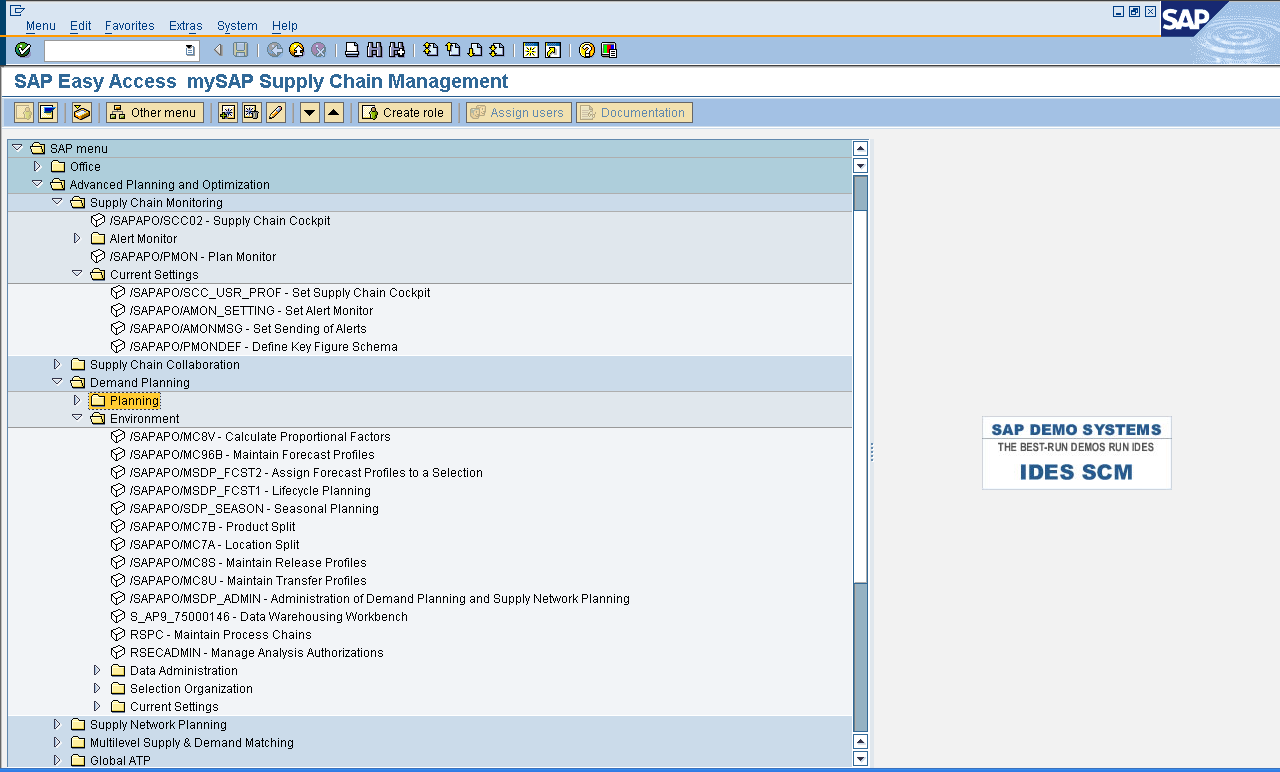 Menu Edit Favorites Extras System Help
SAP
SAP Easy Access mySAP Supply Chain Management
Other menu Create role Assign users Documentation
SAP menu
Office
Advanced Planning and Optimization
Supply Chain Monitoring
/SAPAPO/SCC02 - Supply Chain Cockpit
Alert Monitor
/SAPAPO/PMON - Plan Monitor
Current Settings
/SAPAPO/SCC_USR_PROF - Set Supply Chain Cockpit
/SAPAPO/AMON_SETTING - Set Alert Monitor
/SAPAPO/AMONMSG - Set Sending of Alerts
/SAPAPO/PMONDEF - Define Key Figure Schema
Supply Chain Collaboration
Demand Planning
Planning
Environment
/SAPAPO/MC8V - Calculate Proportional Factors
/SAPAPO/MC96B - Maintain Forecast Profile
/SAPAPO/MSDP_FCST2 - Assign Forecast Profiles to a Selection
/SAPAPO/MSDP_FCST1 - Lifecycle Planning
/SAPAPO/SDP_SEASON - Seasonal Planning
/SAPAPO/MC7B - Product Split
/SAPAPO/MC7A - Location Split
/SAPAPO/MC8S - Maintain Release Profiles
/SAPAPO/MC8U - Maintain Transfer Profiles
/SAPAPO/MSDP_ADMIN - Administration of Demand Planning and Supply Network Planning
S_AP9_75000146 - Data Warehousing Workbench
RSPC - Maintain Process Chains
RSECADMIN - Manage Analysis Authorizations
Data Administration
Selection Organization
Current Settings
Supply Network Planning
Multilevel Supply & Demand Matching
Global ATP
SAP DEMO SYSTEMS
THE BEST-RUN DEMOS RUN IDES
IDES SCM